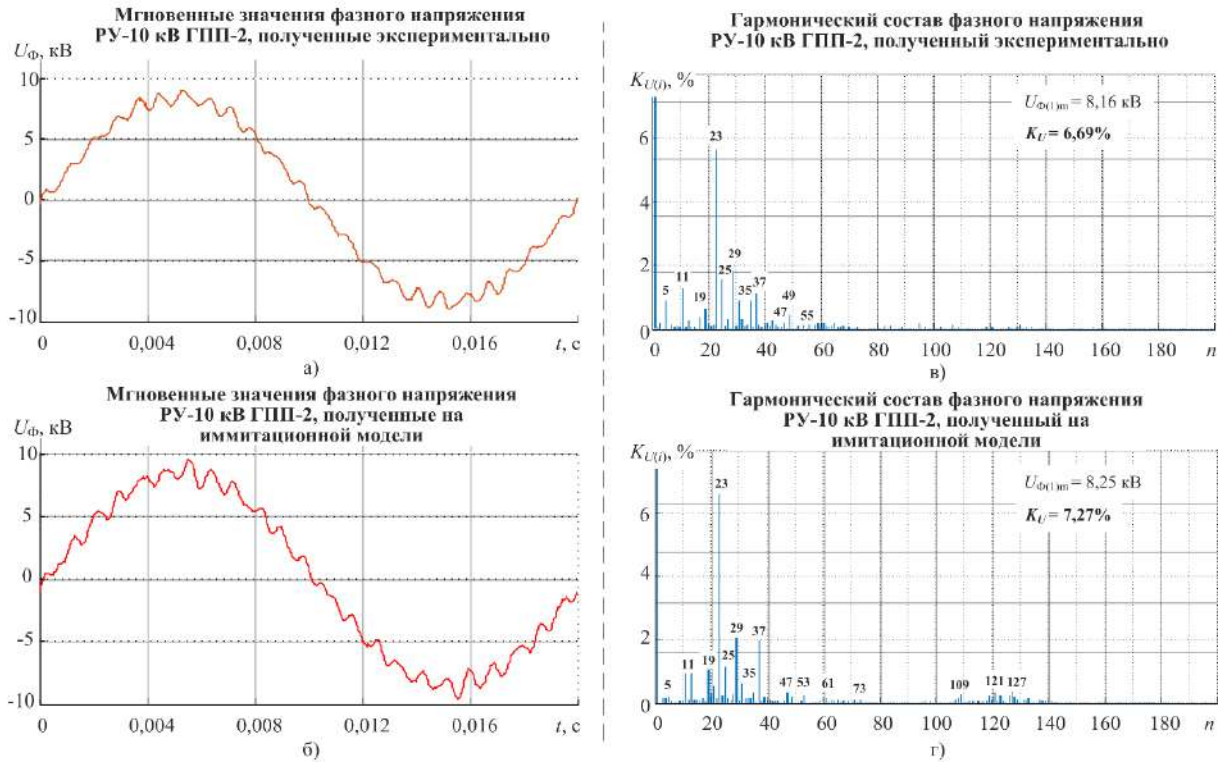 Мгновенные значения фазного напряжения
РУ-10 кВ ГПП-2, полученные экспериментально
UФ, кВ
10
5
0
-5
-10
0 0,004 0,008 0,012 0,016 t, с
а)
Мгновенные значения фазного напряжения
РУ-10 кВ ГПП-2, полученные на
иммитационной модели
UФ, кВ
10
5
0
-5
-10
0 0,004 0,008 0,012 0,016 t, с
б)
Гармонический состав фазного напряжения
РУ-10 кВ ГПП-2, полученный экспериментально
KU(i), %
UФ(1)m = 8,16 кВ
KU = 6,69%
6
4
2
0
23
29
25
37
5
11
19
35
49
47
55
0 20 40 60 80 100 120 140 160 180 n
в)
Гармонический состав фазного напряжения
РУ-10 кВ ГПП-2, полученный на
имитационной модели
KU(i), %
UФ(1)m = 8,25 кВ
KU = 7,27%
6
4
2
0
23
29
37
25
19
11
5
35
47
53
61
73
109
121
127
0 20 40 60 80 100 120 140 160 180 n
г)